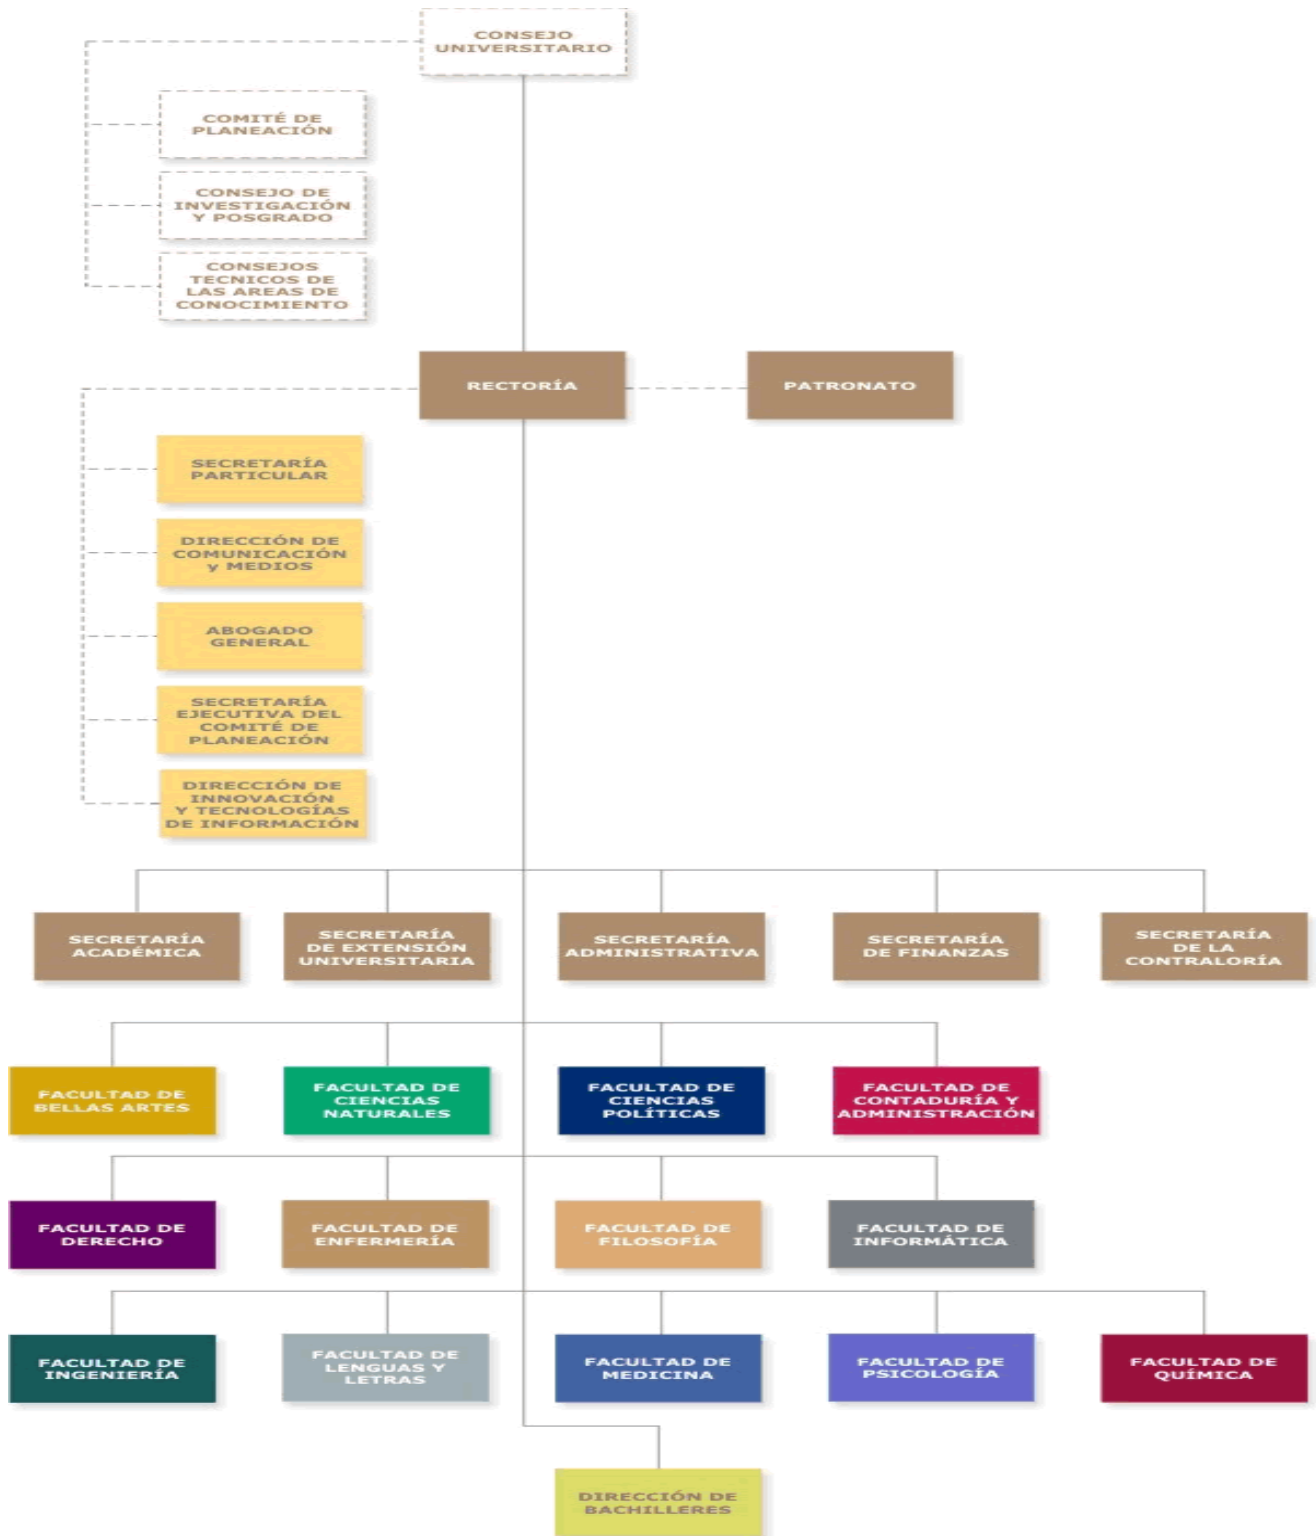 CONSEJO
UNIVERSITARIO
COMITÉ DE
PLANEACIÓN
CONSEJO DE
INVESTIGACIÓN
Y POSGRADO
CONSEJOS
TECNICOS DE
LAS AREAS DE
CONOCIMIENTO
RECTORÍA
PATRONATO
SECRETARÍA
PARTICULAR
DIRECCIÓN DE
COMUNICACIÓN
y MEDIOS
ABOGADO
GENERAL
SECRETARÍA
EJECUTIVA DEL
COMITÉ DE
PLANEACIÓN
DIRECCIÓN DE
INNOVACIÓN
Y TECNOLOGÍAS
DE INFORMACIÓN
SECRETARÍA
ACADÉMICA
SECRETARÍA
DE EXTENSIÓN
UNIVERSITARIA
SECRETARÍA
ADMINISTRATIVA
SECRETARÍA
DE FINANZAS
SECRETARÍA
DE LA
CONTRALORÍA
FACULTAD DE
BELLAS ARTES
FACULTAD DE
CIENCIAS
NATURALES
FACULTAD DE
CIENCIAS
POLÍTICAS
FACULTAD DE
CONTADURÍA Y
ADMINISTRACIÓN
FACULTAD DE
DERECHO
FACULTAD DE
ENFERMERÍA
FACULTAD DE
FILOSOFÍA
FACULTAD DE
INFORMÁTICA
FACULTAD DE
INGENIERÍA
FACULTAD DE
LENGUAS Y
LETRAS
FACULTAD DE
MEDICINA
FACULTAD DE
PSICOLOGÍA
FACULTAD DE
QUÍMICA
DIRECCIÓN DE
BACHILLERES